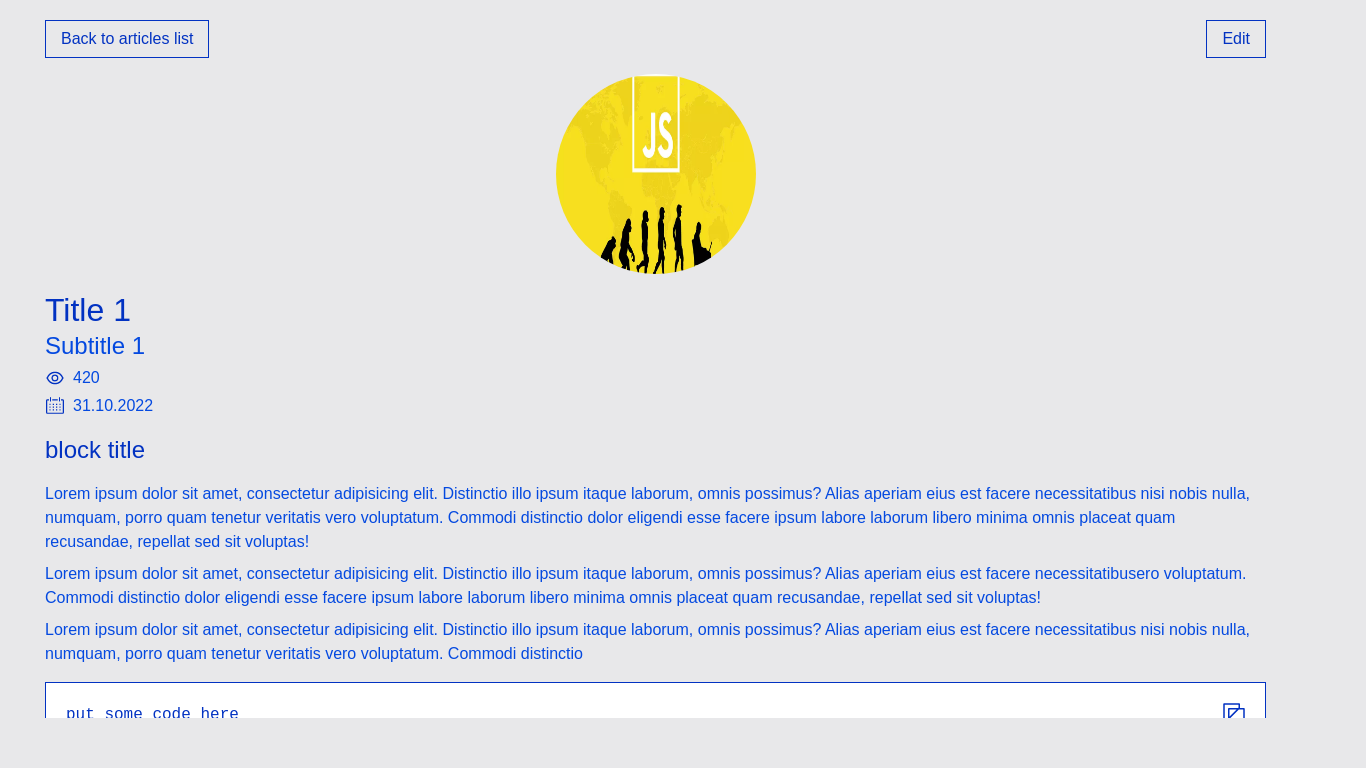 Back to articles list
Edit
JS
Title 1
Subtitle 1
420
31.10.2022
block title
Lorem ipsum dolor sit amet, consectetur adipisicing elit. Distinctio illo ipsum itaque laborum, omnis possimus? Alias aperiam eius est facere necessitatibus nisi nobis nulla,
numquam, porro quam tenetur veritatis vero voluptatum. Commodi distinctio dolor eligendi esse facere ipsum labore laborum libero minima omnis placeat quam
recusandae, repellat sed sit voluptas!
Lorem ipsum dolor sit amet, consectetur adipisicing elit. Distinctio illo ipsum itaque laborum, omnis possimus? Alias aperiam eius est facere necessitatibusero voluptatum.
Commodi distinctio dolor eligendi esse facere ipsum labore laborum libero minima omnis placeat quam recusandae, repellat sed sit voluptas!
Lorem ipsum dolor sit amet, consectetur adipisicing elit. Distinctio illo ipsum itaque laborum, omnis possimus? Alias aperiam eius est facere necessitatibus nisi nobis nulla,
numquam, porro quam tenetur veritatis vero voluptatum. Commodi distinctio
put some code here